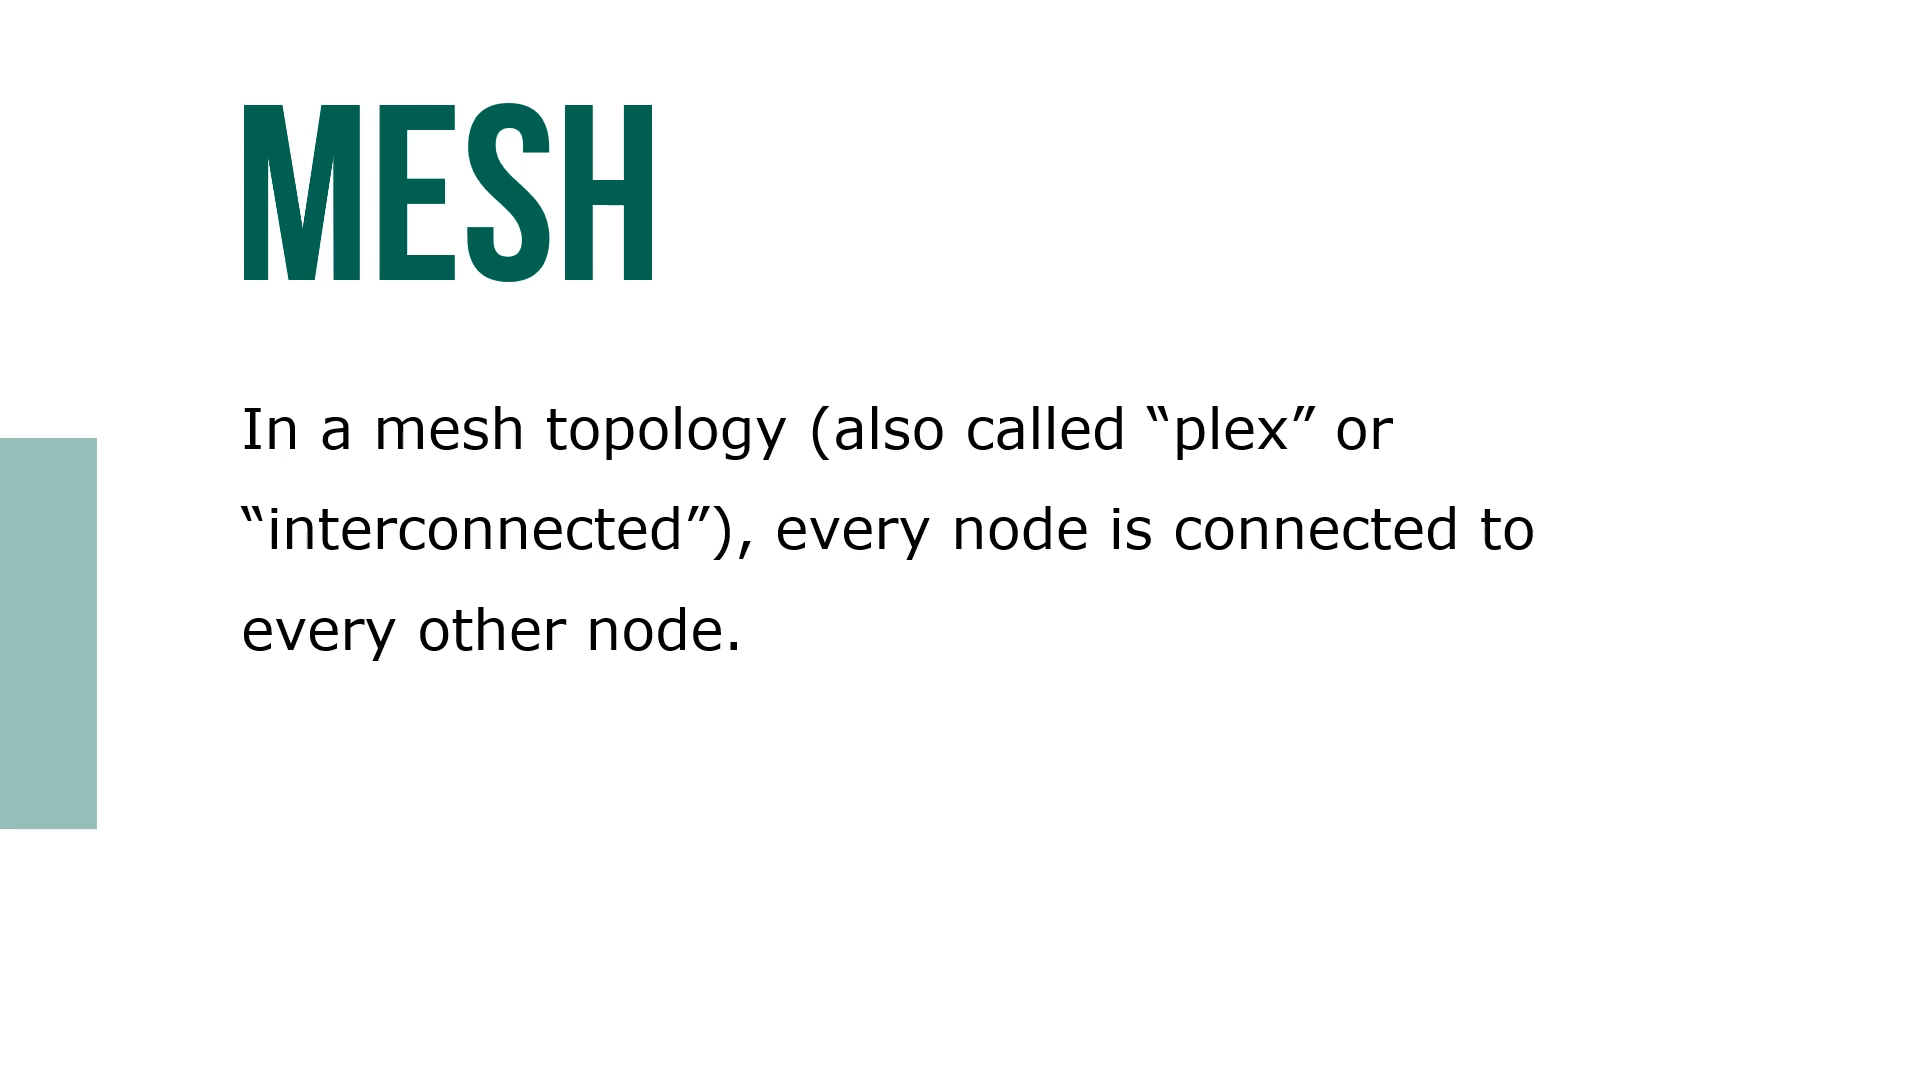 MESH
In a mesh topology (also called “plex” or
“interconnected”), every node is connected to
every other node.